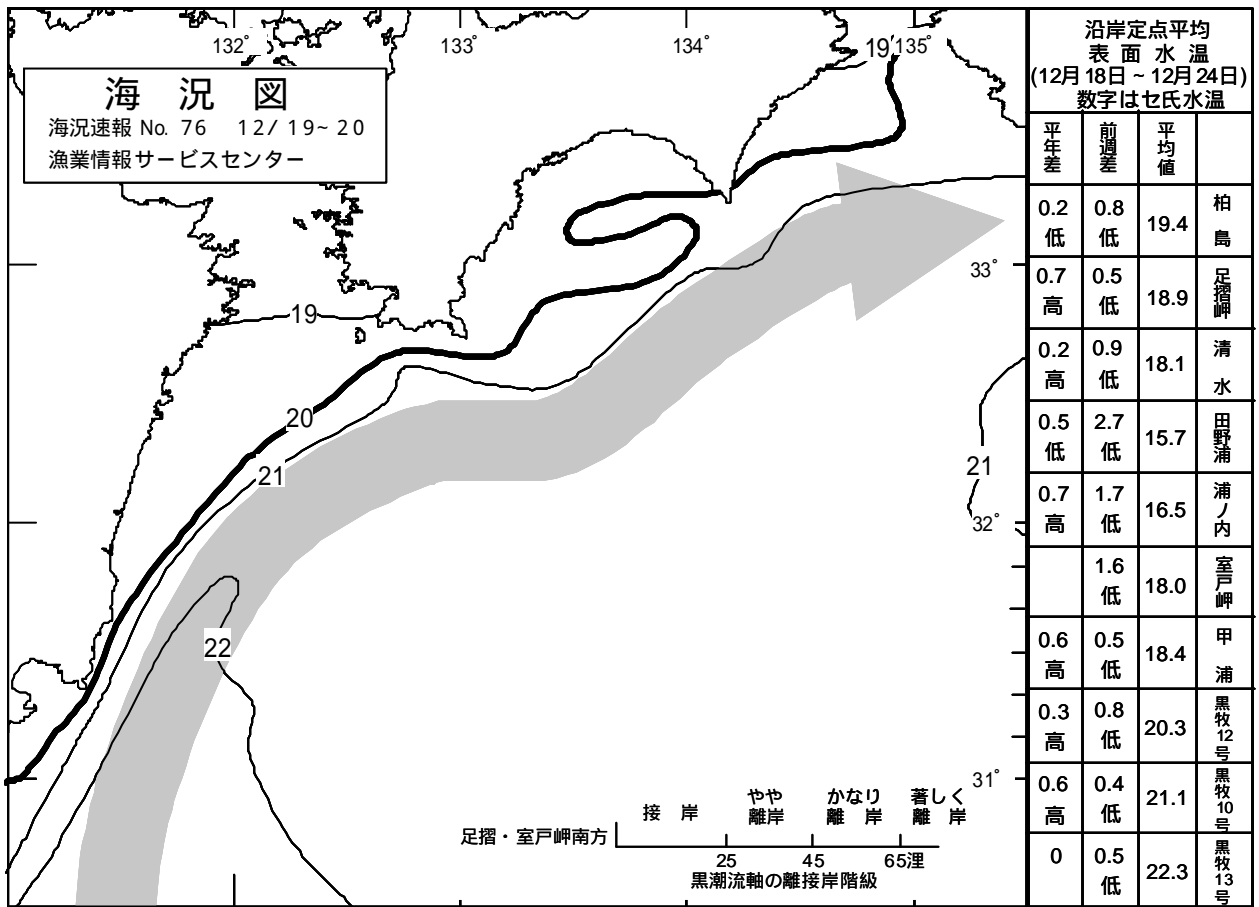 132°
133°
134°
19
135°
海 況 図
海況速報 No. 76 12/19~20
漁業情報サービスセンター
33°
19
20
21
21
32°
22
31°
接 岸
やや
離岸
かなり
離 岸
著しく
離 岸
足摺・室戸岬南方
25 45 65浬
黒潮流軸の離接岸階級
沿岸定点平均
表 面 水 温
(12月18日~12月24日)
数字はセ氏水温
平年差 前週差 平均値
0.2低 0.8低 19.4 柏島
0.7高 0.5低 18.9 足摺岬
0.2高 0.9低 18.1 清水
0.5低 2.7低 15.7 田野浦
0.7高 1.7低 16.5 浦ノ内
1.6低 18.0 室戸岬
0.6高 0.5低 18.4 甲浦
0.3高 0.8低 20.3 黒牧12号
0.6高 0.4低 21.1 黒牧10号
0 0.5低 22.3 黒牧13号